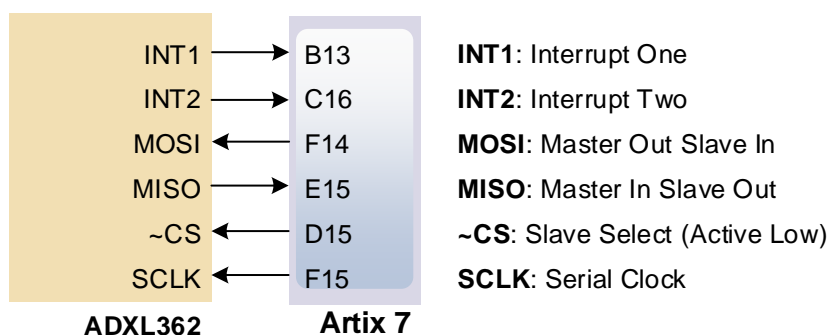 INT1 B13 INT1: Interrupt One
INT2 C16 INT2: Interrupt Two
MOSI F14 MOSI: Master Out Slave In
MISO E15 MISO: Master In Slave Out
~CS D15 ~CS: Slave Select (Active Low)
SCLK F15 SCLK: Serial Clock
ADXL362 Artix 7